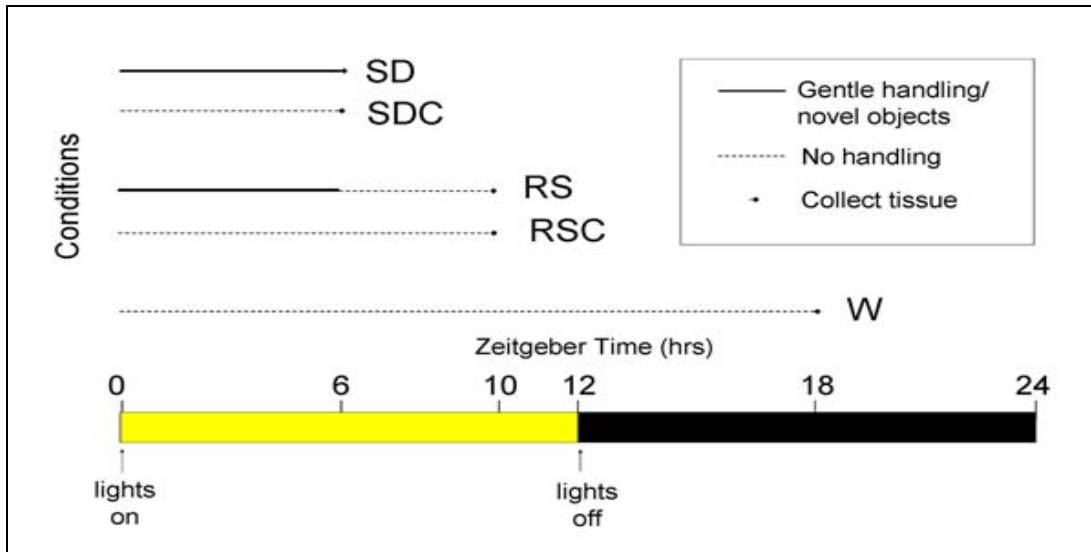 Conditions
SD
SDC
RS
RSC
W
Gentle handling/
novel objects
No handling
Collect tissue
Zeitgeber Time (hrs)
0 6 10 12 18 24
lights
on
lights
off